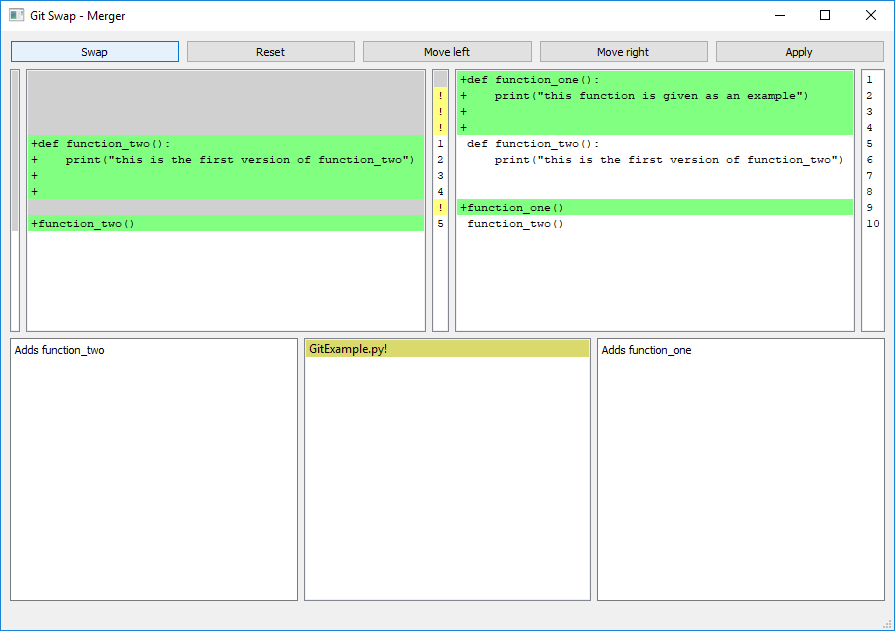 Git Swap - Merger
Swap Reset Move left Move right Apply
+def function_one(): 1
! + print("this function is given as an example") 2
! + 3
! + 4
+def function_two(): 1 def function_two(): 5
+ print("this is the first version of function_two") 2 print("this is the first version of function_two") 6
+ 3 7
+ 4 8
! +function_one() 9
+function_two() 5 function_two() 10
Adds function_two GitExample.py! Adds function_one